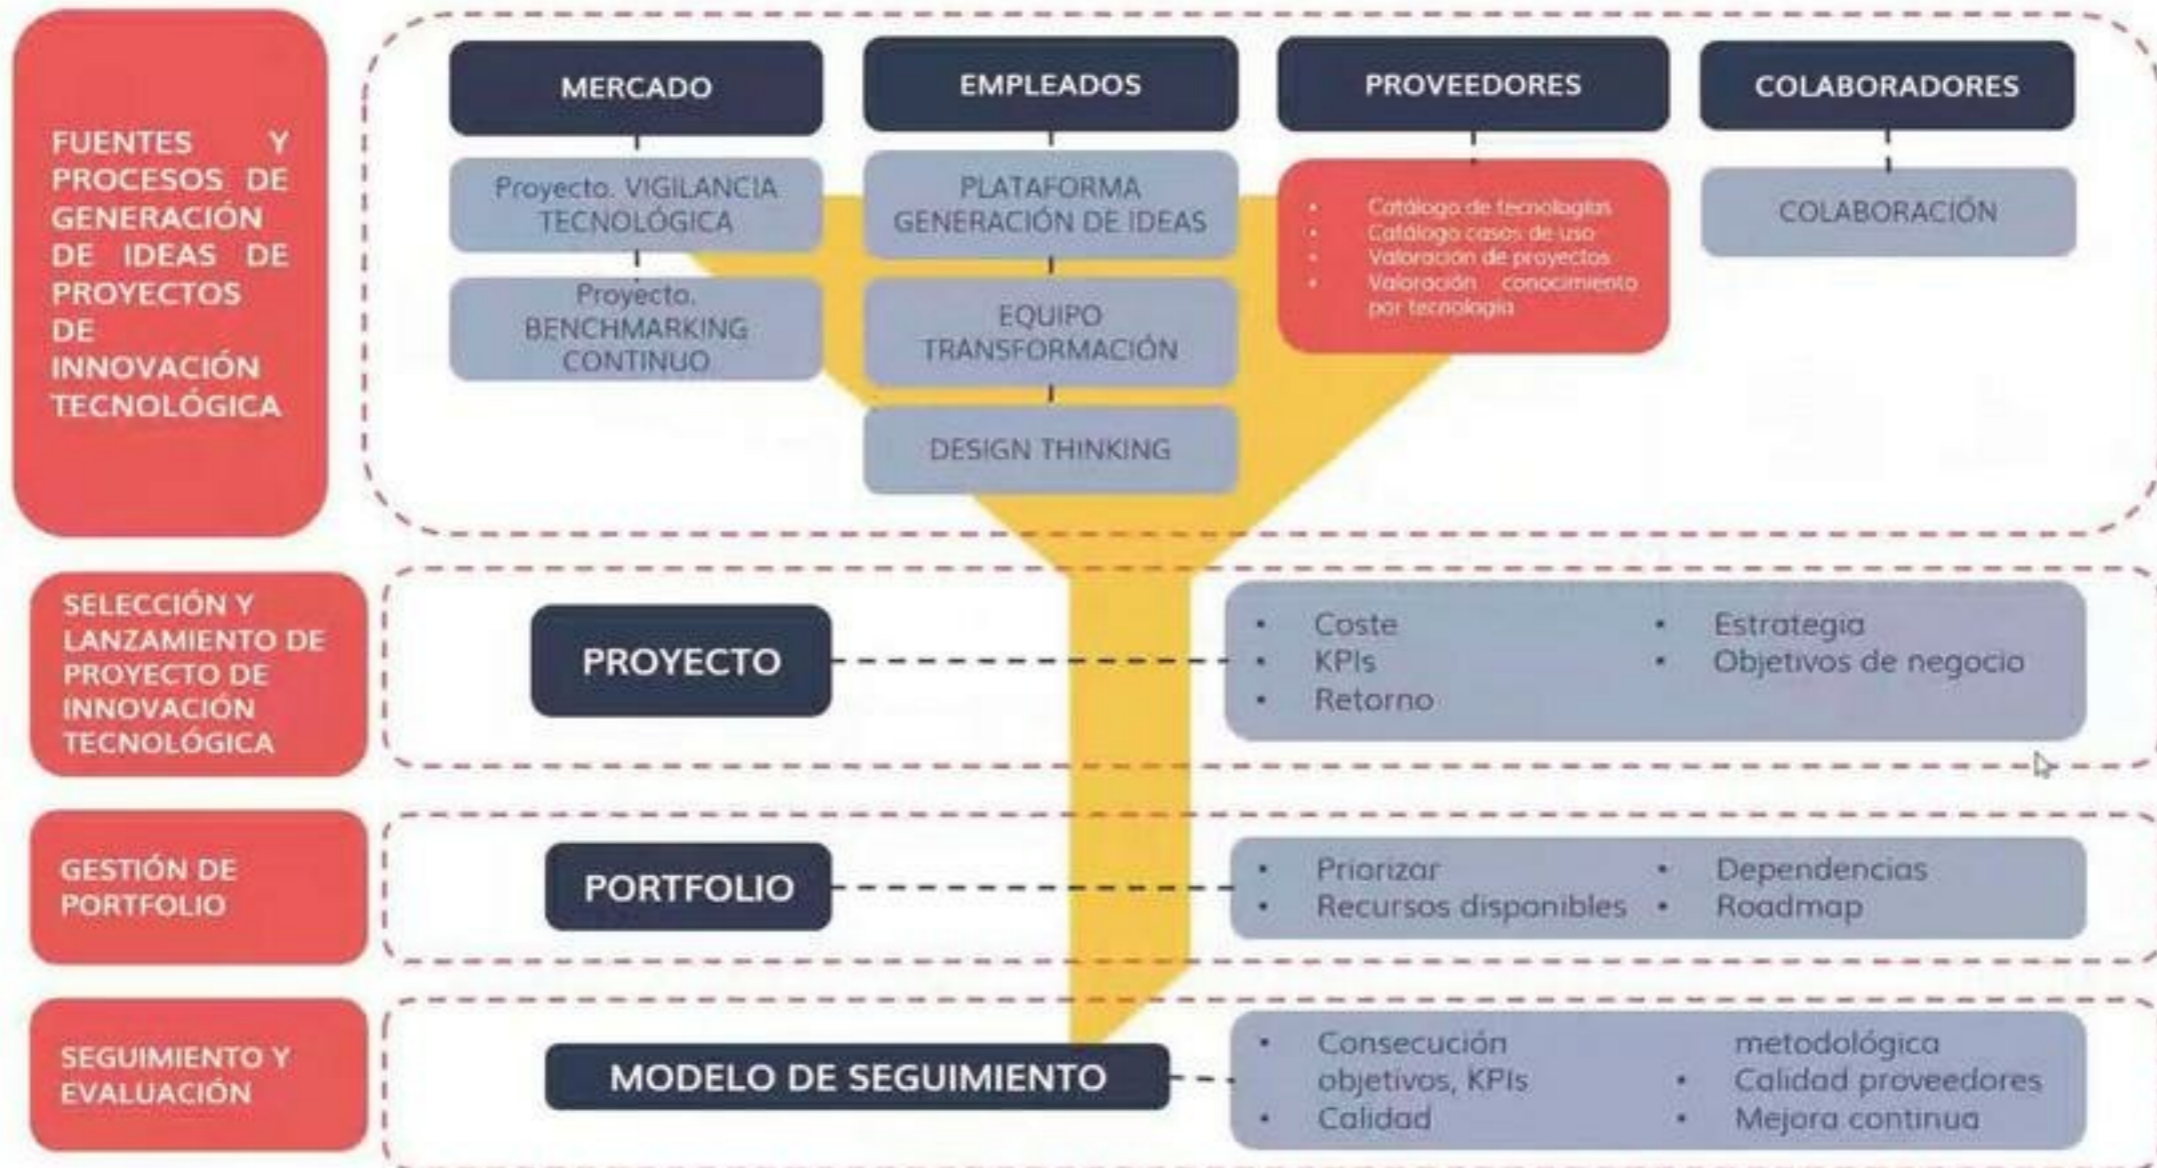 FUENTES Y
PROCESOS DE
GENERACIÓN
DE IDEAS DE
PROYECTOS
DE
INNOVACIÓN
TECNOLÓGICA
MERCADO
Proyecto. VIGILANCIA
TECNOLÓGICA
Proyecto.
BENCHMARKING
CONTINUO
EMPLEADOS
PLATAFORMA
GENERACIÓN DE IDEAS
EQUIPO
TRANSFORMACIÓN
DESIGN THINKING
PROVEEDORES
• Catálogo de tecnologías
• Catálogo casos de uso
• Valoración de proyectos
• Valoración conocimiento
por tecnología
COLABORADORES
COLABORACIÓN
SELECCIÓN Y
LANZAMIENTO DE
PROYECTO DE
INNOVACIÓN
TECNOLÓGICA
PROYECTO
• Coste
• KPIs
• Retorno
• Estrategia
• Objetivos de negocio
GESTIÓN DE
PORTFOLIO
PORTFOLIO
• Priorizar
• Recursos disponibles
• Dependencias
• Roadmap
SEGUIMIENTO Y
EVALUACIÓN
MODELO DE SEGUIMIENTO
• Consecución
objetivos, KPIs
• Calidad
metodológica
• Calidad proveedores
• Mejora continua